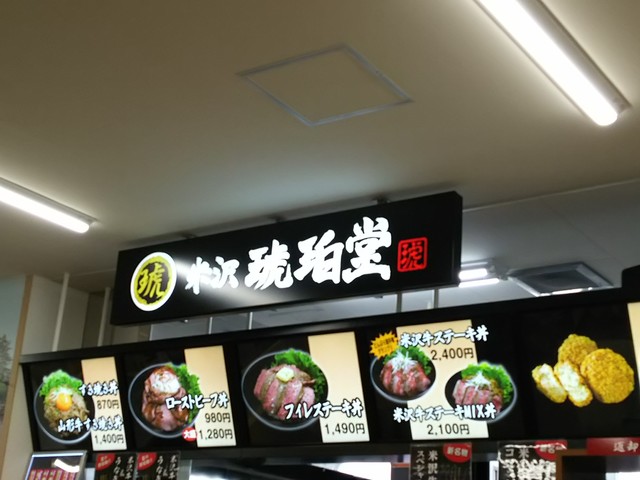 琥
米沢 琥珀堂
琥
すき焼き丼
870円
山形牛すき焼き丼
1,400円
ローストビーフ丼
980円
大盛 1,280円
フィレステーキ丼
1,490円
米沢牛ステーキ丼
2,400円
米沢牛ステーキMIX丼
2,100円